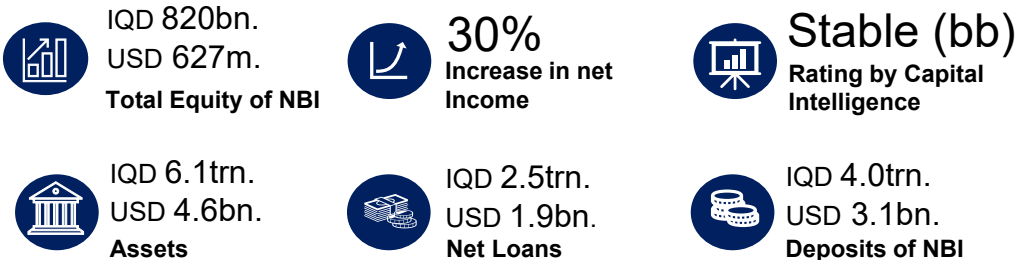 IQD 820bn.
USD 627m.
Total Equity of NBI
30%
Increase in net
Income
Stable (bb)
Rating by Capital
Intelligence
IQD 6.1trn.
USD 4.6bn.
Assets
IQD 2.5trn.
USD 1.9bn.
Net Loans
IQD 4.0trn.
USD 3.1bn.
Deposits of NBI